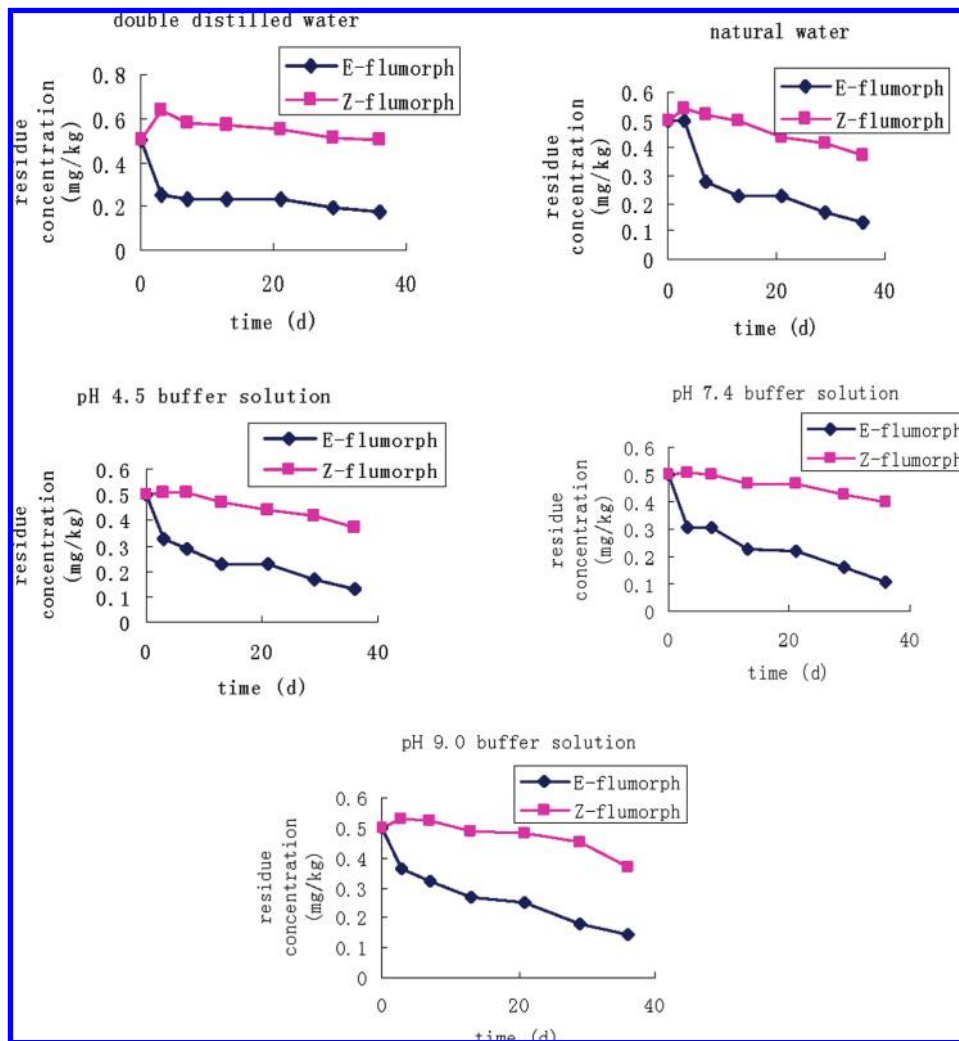 double distilled water
E-flumorph
Z-flumorph
residue
concentration
(mg/kg)
0.8
0.6
0.4
0.2
0
0 20 40
time (d)
natural water
E-flumorph
Z-flumorph
residue
concentration
(mg/kg)
0.6
0.5
0.4
0.3
0.2
0.1
0
0 20 40
time (d)
pH 4.5 buffer solution
E-flumorph
Z-flumorph
residue
concentration
(mg/kg)
0.6
0.5
0.4
0.3
0.2
0.1
0
0 20 40
time (d)
pH 7.4 buffer solution
E-flumorph
Z-flumorph
residue
concentration
(mg/kg)
0.6
0.5
0.4
0.3
0.2
0.1
0
0 20 40
time (d)
pH 9.0 buffer solution
E-flumorph
Z-flumorph
residue
concentration
(mg/kg)
0.6
0.5
0.4
0.3
0.2
0.1
0
0 20 40
time (d)